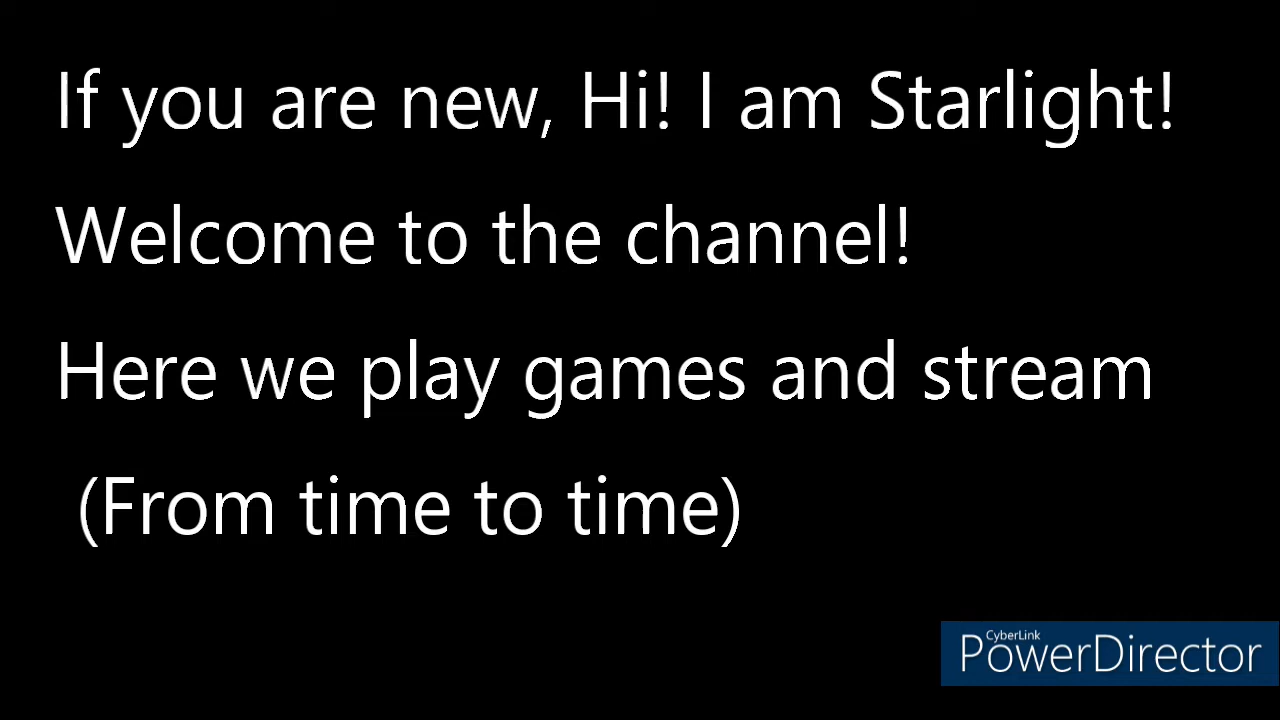 If you are new, Hi! I am Starlight!
Welcome to the channel!
Here we play games and stream
(From time to time)
CyberLink
PowerDirector